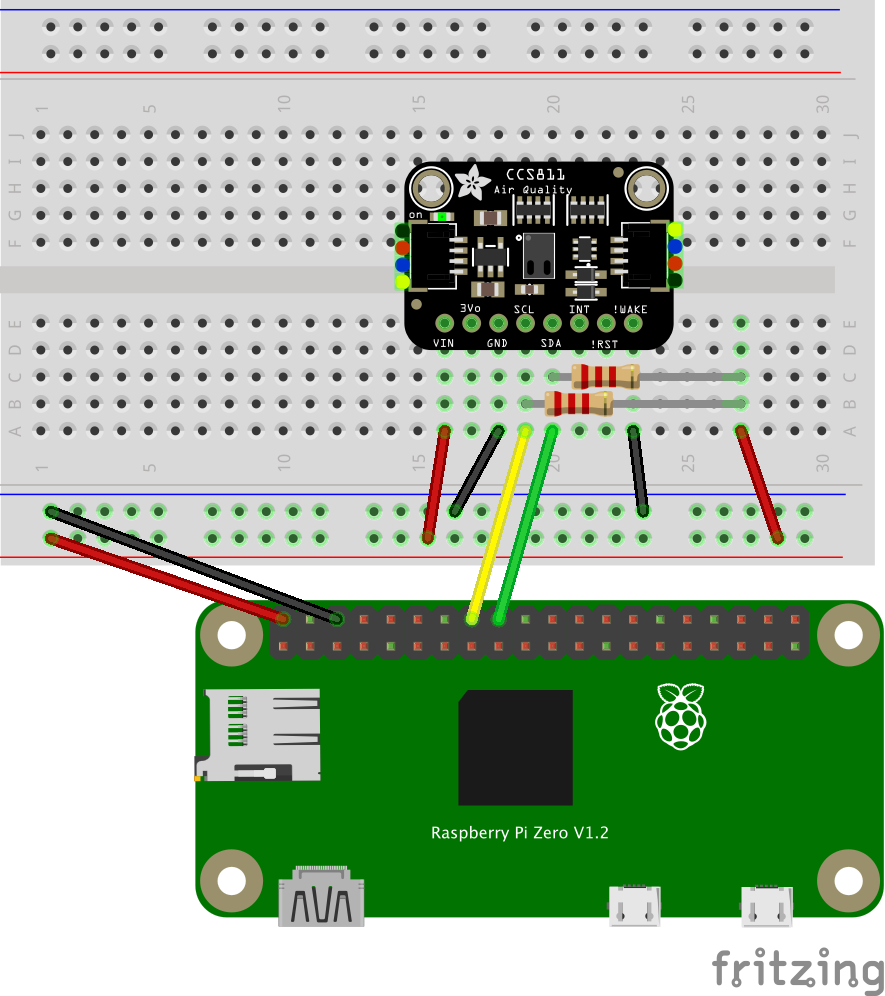 1 5 10 15 20 25 30
J J
I I
H H
G G
F F
CCS811
Air Quality
on
3Vo SCL INT !WAKE
VIN GND SDA !RST
E E
D D
C C
B B
A A
1 5 10 15 20 25 30
Raspberry Pi Zero V1.2
fritzing